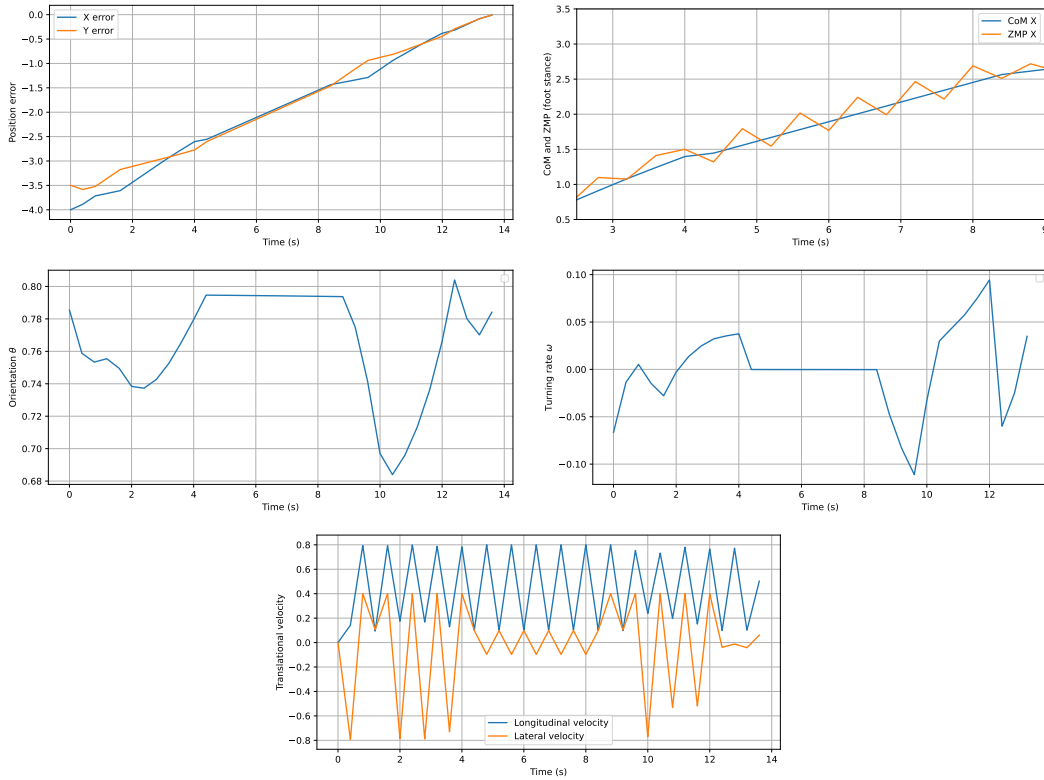 0.0
−0.5
−1.0
−1.5
−2.0
−2.5
−3.0
−3.5
−4.0
Position error
X error
Y error
0 2 4 6 8 10 12 14
Time (s)
3.5
3.0
2.5
2.0
1.5
1.0
0.5
CoM and ZMP (foot stance)
CoM X
ZMP X
3 4 5 6 7 8 9
Time (s)
0.80
0.78
0.76
0.74
0.72
0.70
0.68
Orientation θ
0 2 4 6 8 10 12 14
Time (s)
0.10
0.05
0.00
−0.05
−0.10
Turning rate ω
0 2 4 6 8 10 12
Time (s)
0.8
0.6
0.4
0.2
0.0
−0.2
−0.4
−0.6
−0.8
Translational velocity
Longitudinal velocity
Lateral velocity
0 2 4 6 8 10 12 14
Time (s)